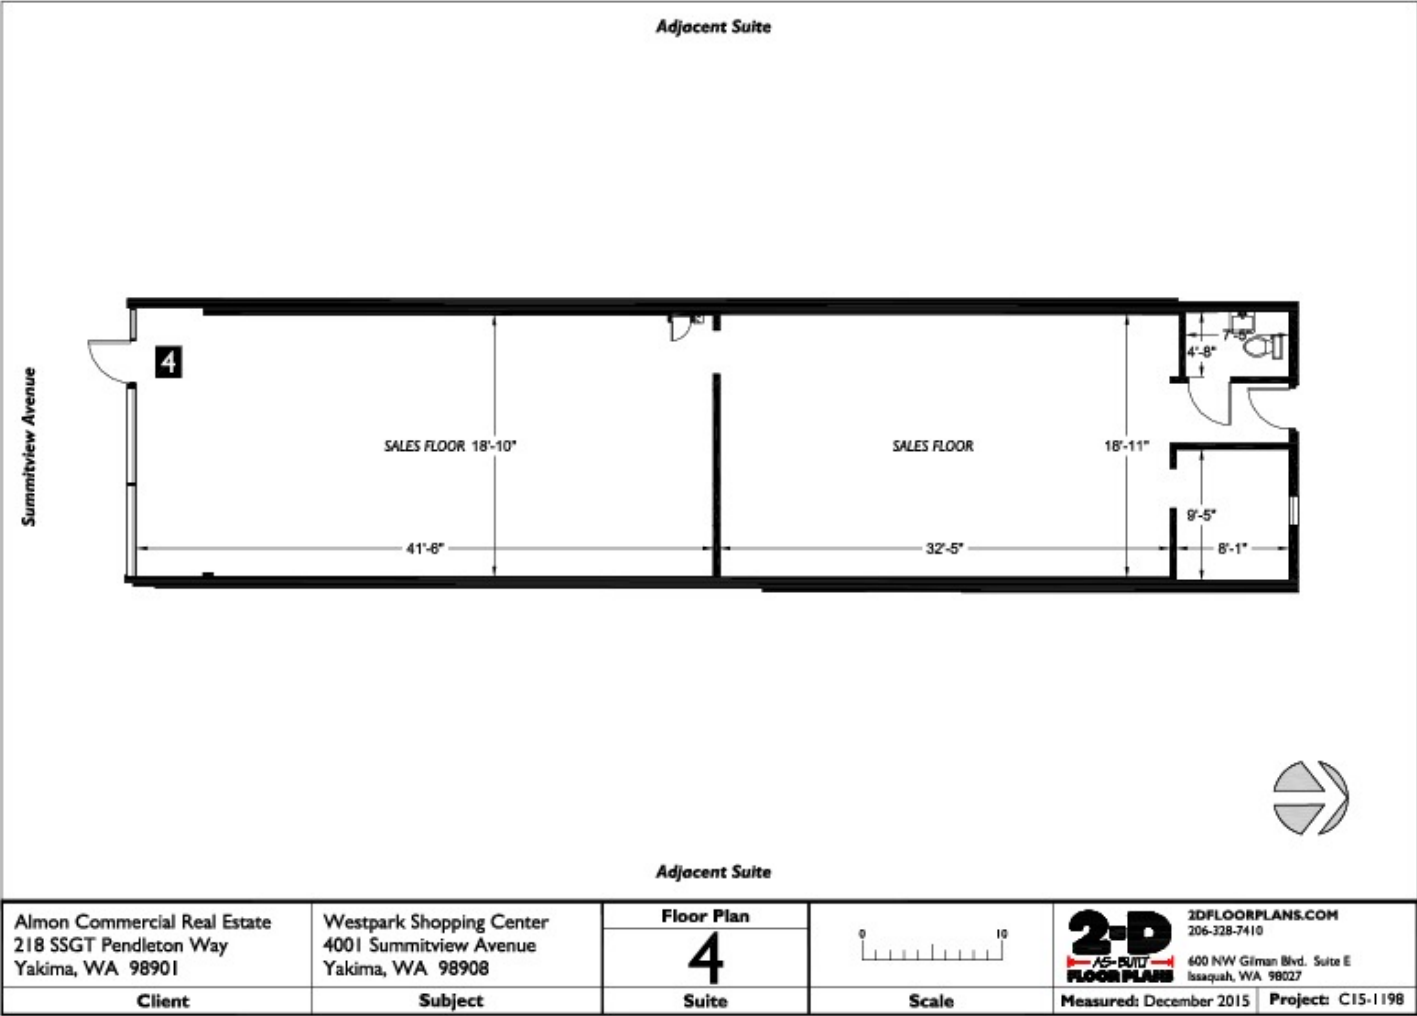 Adjacent Suite
Summitview Avenue
4
7'-8"
4'-8"
SALES FLOOR 18'-10"
SALES FLOOR
18'-11"
9'-5"
41'-6"
32'-5"
8'-1"
Adjacent Suite
Almon Commercial Real Estate
218 SSGT Pendleton Way
Yakima, WA 98901
Client
Westpark Shopping Center
4001 Summitview Avenue
Yakima, WA 98908
Subject
Floor Plan
4
Suite
0 10
Scale
2-D
AS-BUILT
FLOOR PLANS
2DFLOORPLANS.COM
206-328-7410
600 NW Gilman Blvd. Suite E
Issaquah, WA 98027
Measured: December 2015
Project: C15-1198